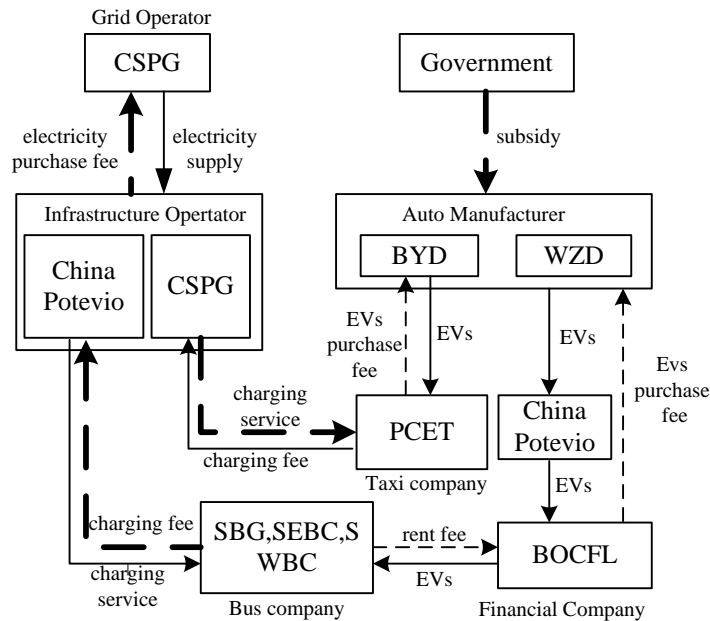 Grid Operator
CSPG
Government
electricity
purchase fee
electricity
supply
subsidy
Infrastructure Opertator
Auto Manufacturer
China
Potevio
CSPG
BYD
WZD
EVs
purchase
fee
EVs
EVs
Evs
purchase
fee
charging
service
charging fee
PCET
Taxi company
China
Potevio
EVs
charging fee
charging
service
SBG,SEBC,S
WBC
Bus company
rent fee
EVs
BOCFL
Financial Company